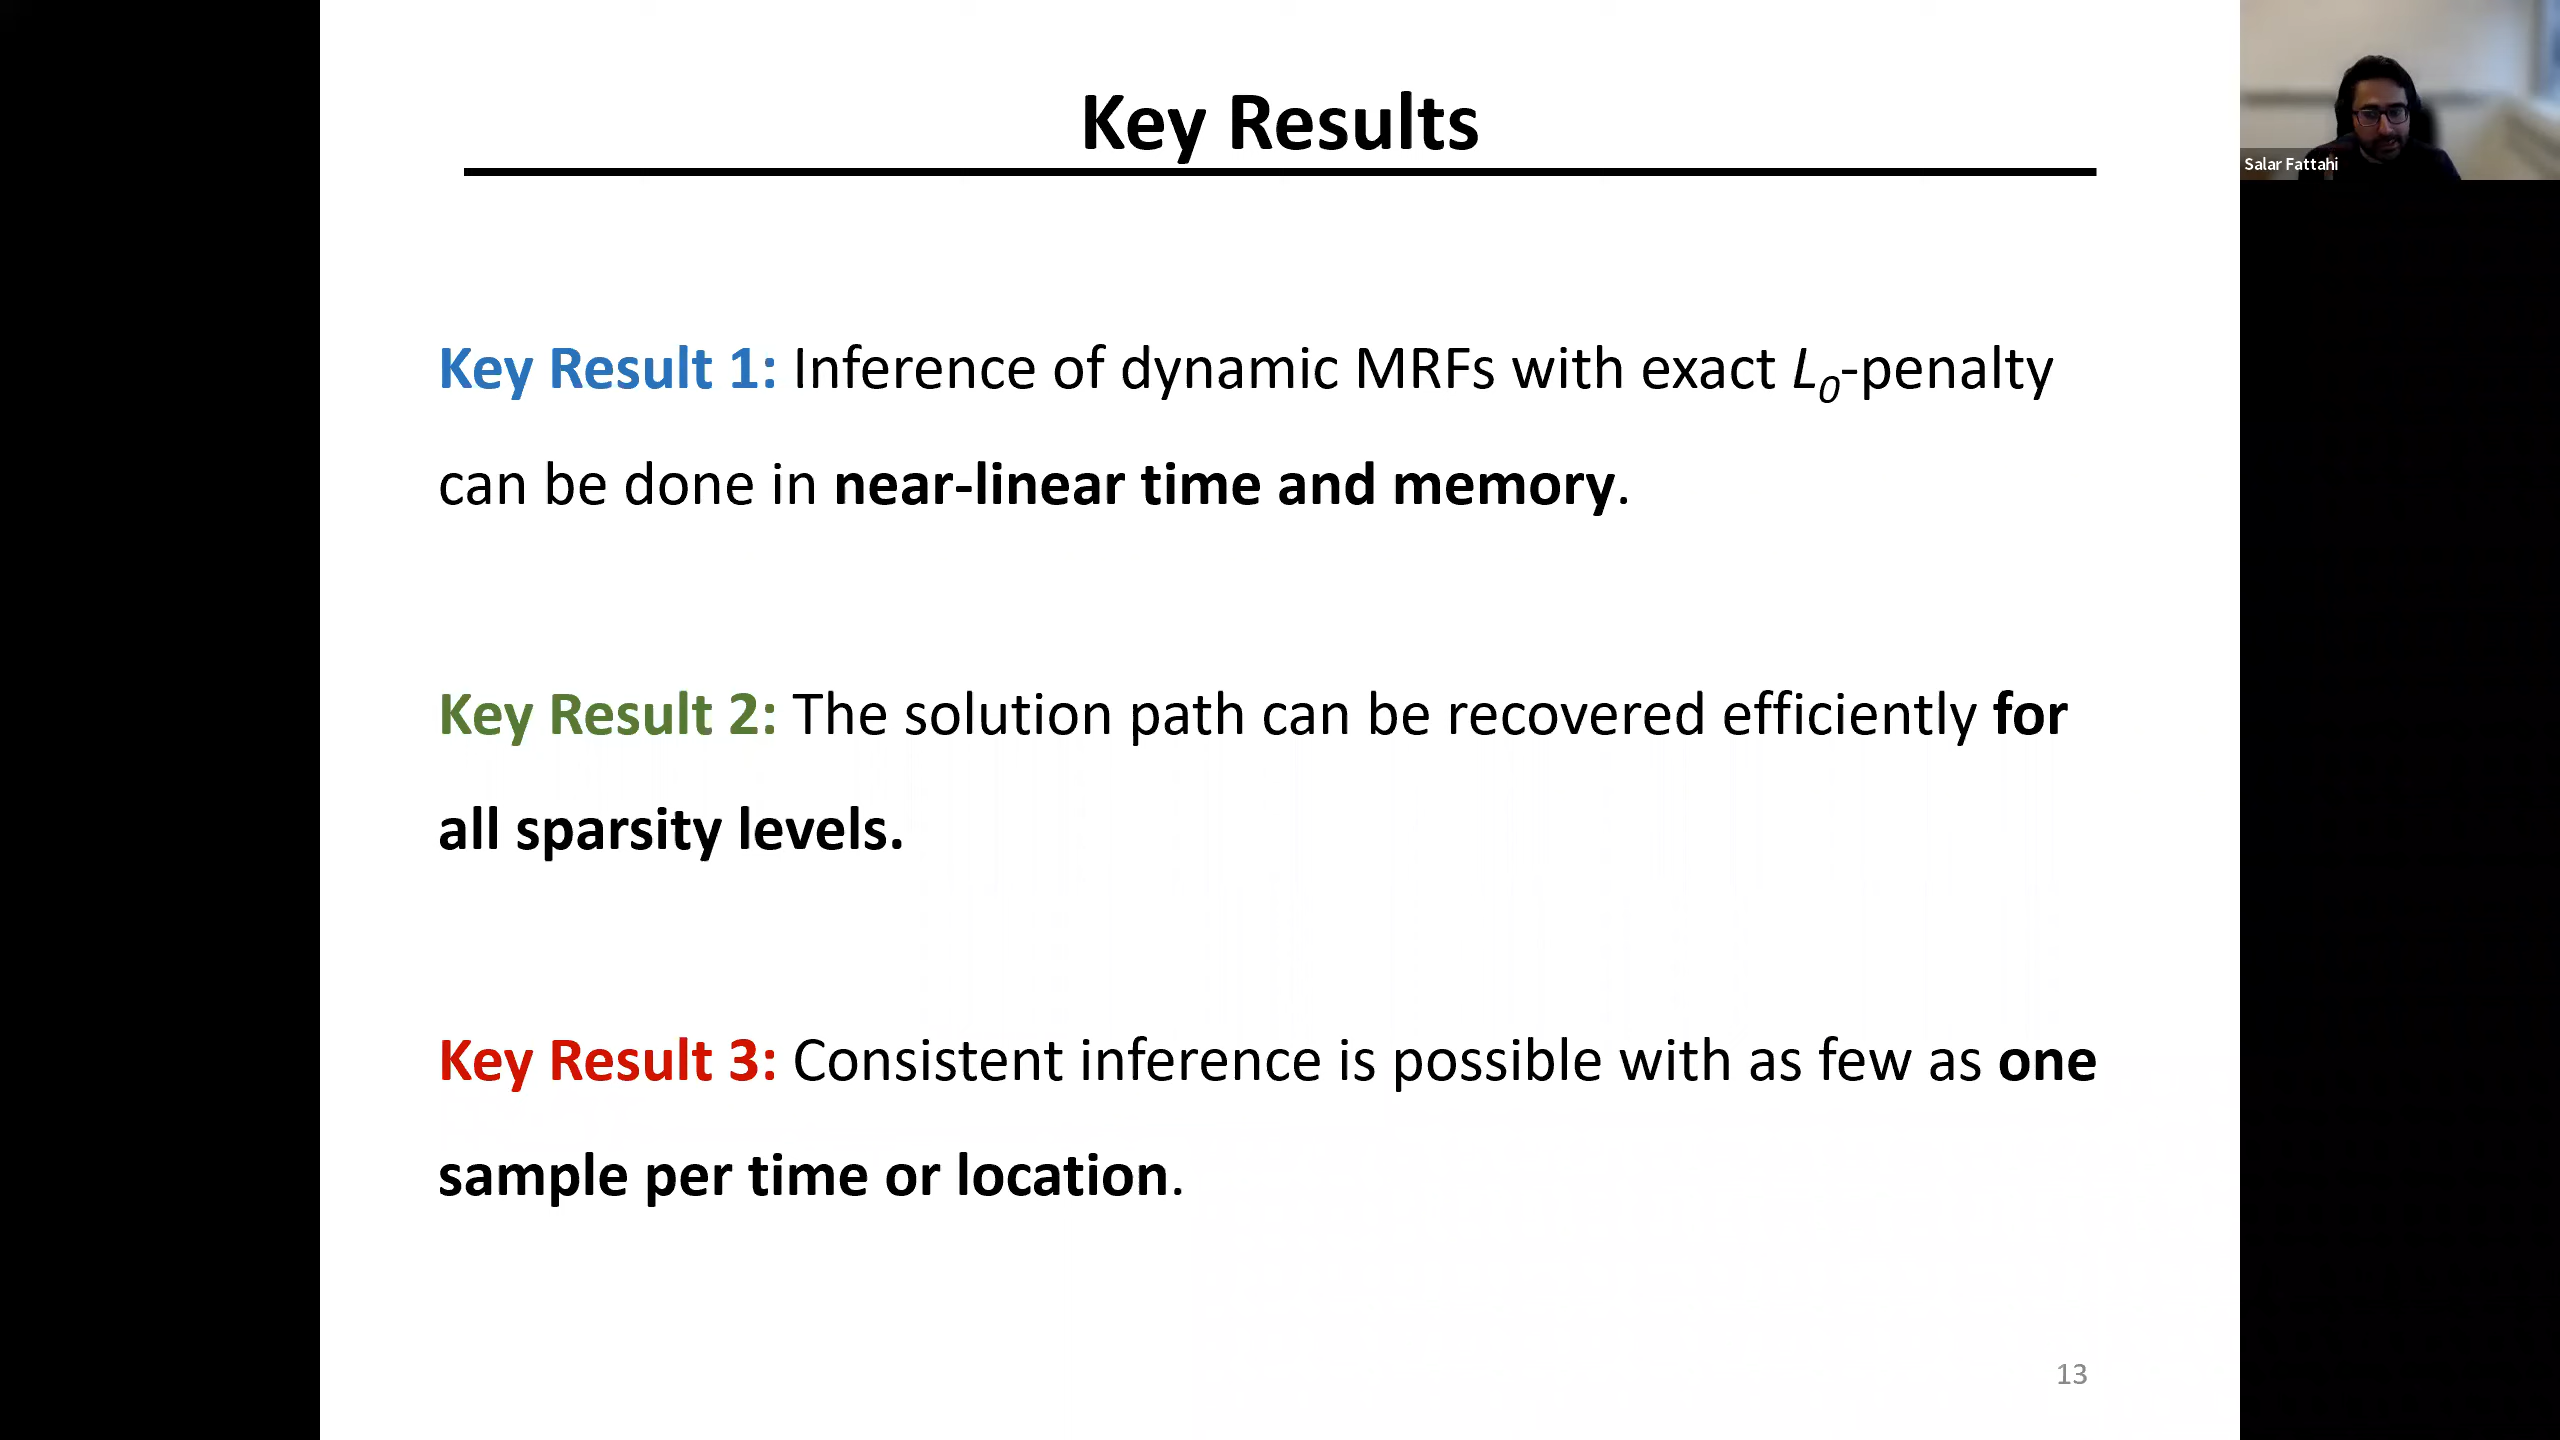 Key Results
Salar Fattahi
Key Result 1: Inference of dynamic MRFs with exact L0-penalty
can be done in near-linear time and memory.
Key Result 2: The solution path can be recovered efficiently for
all sparsity levels.
Key Result 3: Consistent inference is possible with as few as one
sample per time or location.
13